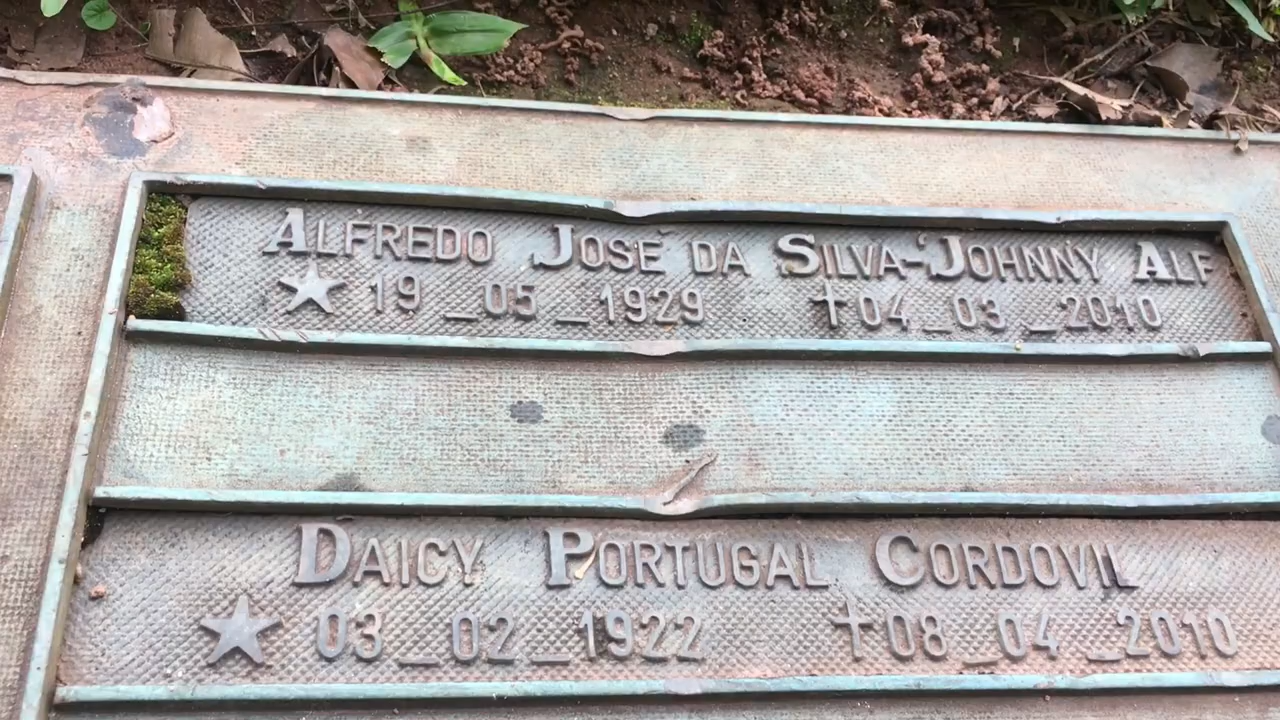 Alfredo José da Silva-'Johnny Alf
★ 19_05_1929 ✝04_03_2010
Daicy Portugal Cordovil
★ 03_02_1922 ✝08_04_2010